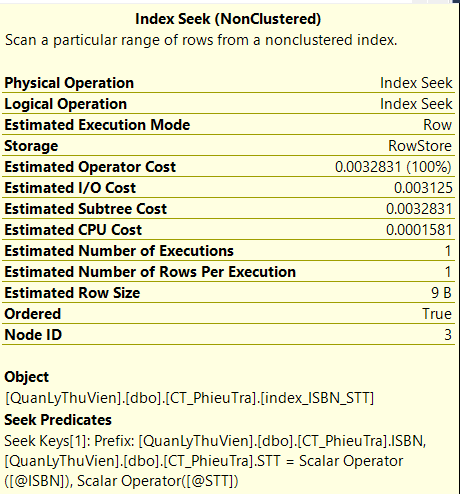 Index Seek (NonClustered)
Scan a particular range of rows from a nonclustered index.
Physical Operation Index Seek
Logical Operation Index Seek
Estimated Execution Mode Row
Storage RowStore
Estimated Operator Cost 0.0032831 (100%)
Estimated I/O Cost 0.003125
Estimated Subtree Cost 0.0032831
Estimated CPU Cost 0.0001581
Estimated Number of Executions 1
Estimated Number of Rows Per Execution 1
Estimated Row Size 9 B
Ordered True
Node ID 3
Object
[QuanLyThuVien].[dbo].[CT_PhieuTra].[index_ISBN_STT]
Seek Predicates
Seek Keys[1]: Prefix: [QuanLyThuVien].[dbo].[CT_PhieuTra].ISBN,
[QuanLyThuVien].[dbo].[CT_PhieuTra].STT = Scalar Operator
([@ISBN]), Scalar Operator([@STT])